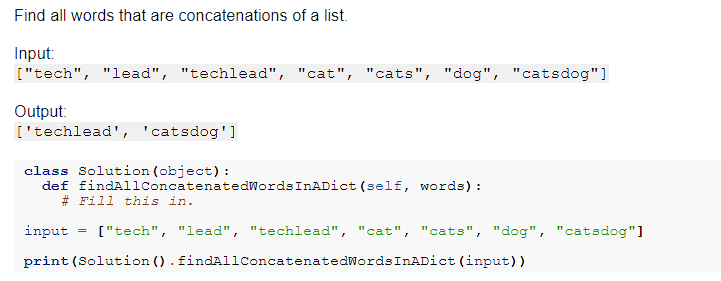 Find all words that are concatenations of a list.
Input:
["tech", "lead", "techlead", "cat", "cats", "dog", "catsdog"]
Output:
['techlead', 'catsdog']
class Solution(object):
  def findAllConcatenatedWordsInADict(self, words):
    # Fill this in.
input = ["tech", "lead", "techlead", "cat", "cats", "dog", "catsdog"]
print(Solution().findAllConcatenatedWordsInADict(input))